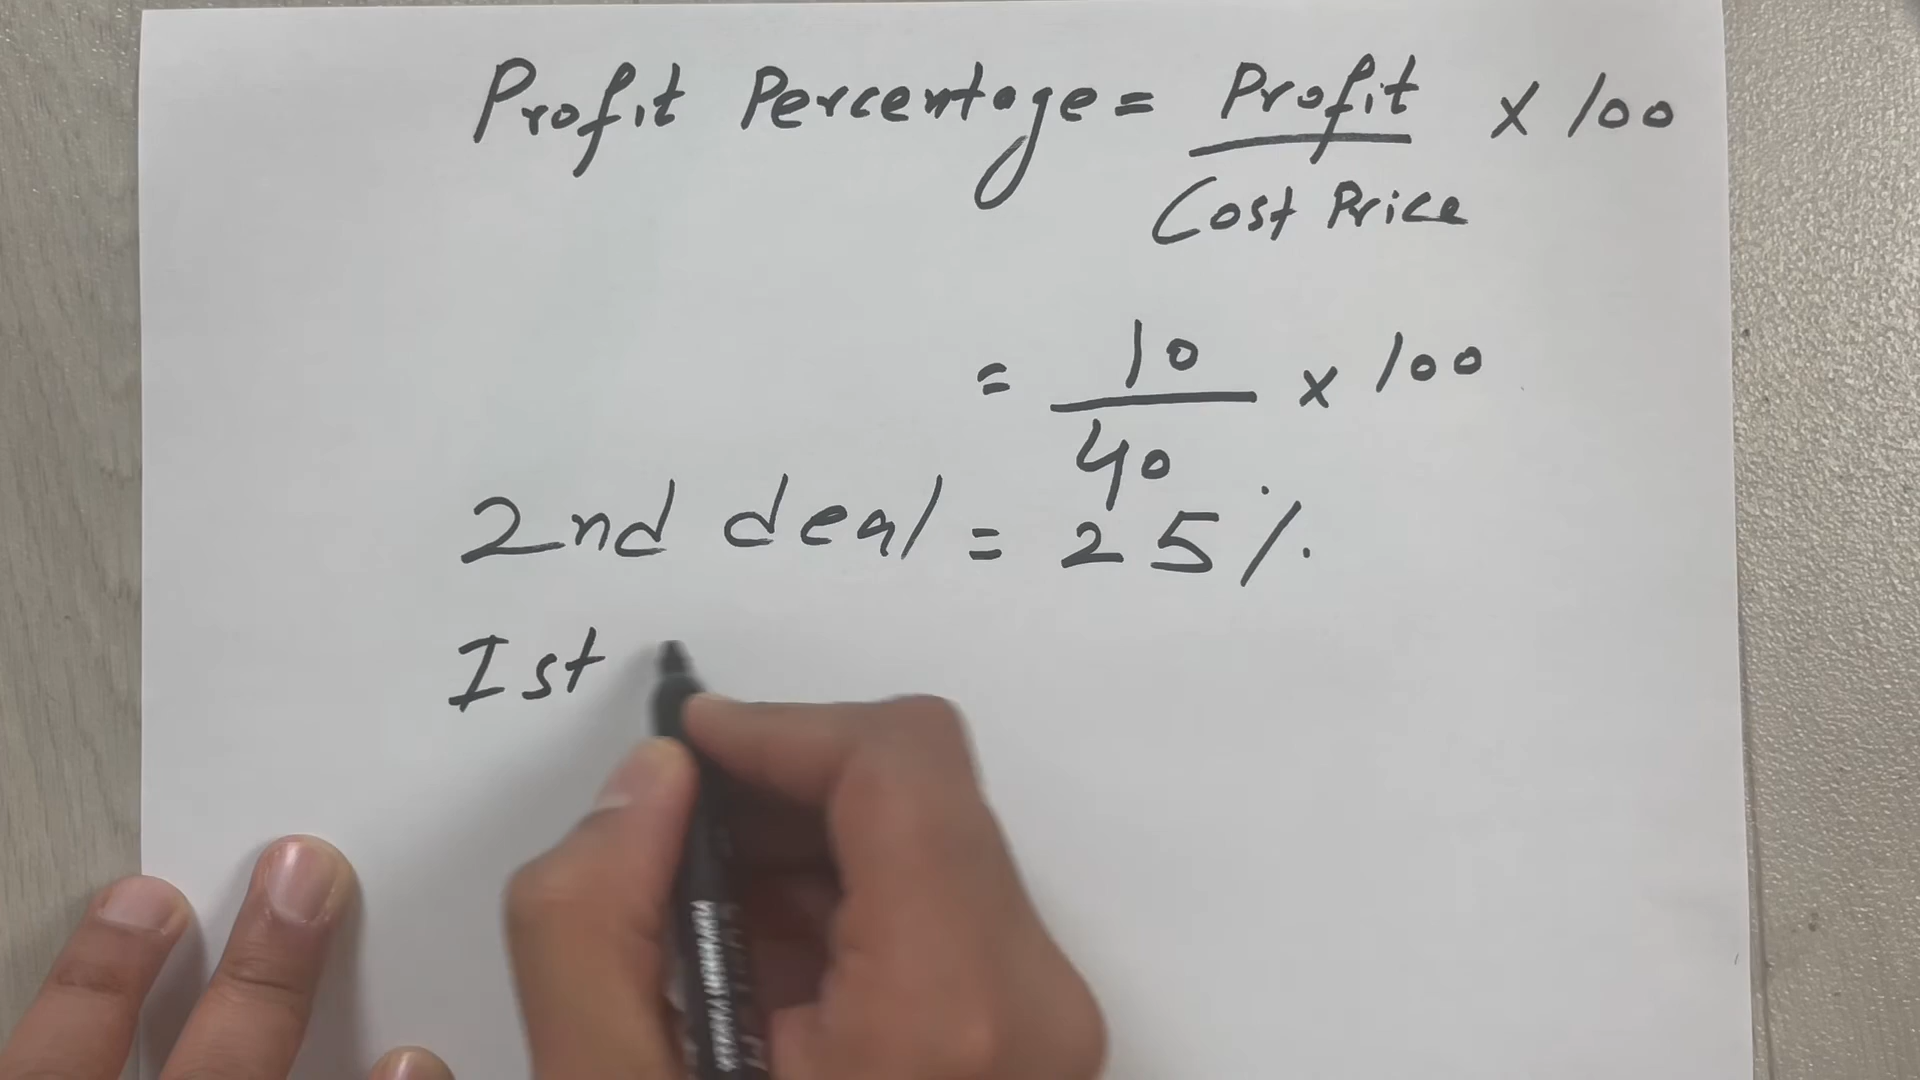 Profit Percentage = Profit / Cost Price × 100
= 10 / 40 × 100
2nd deal = 25%
Ist